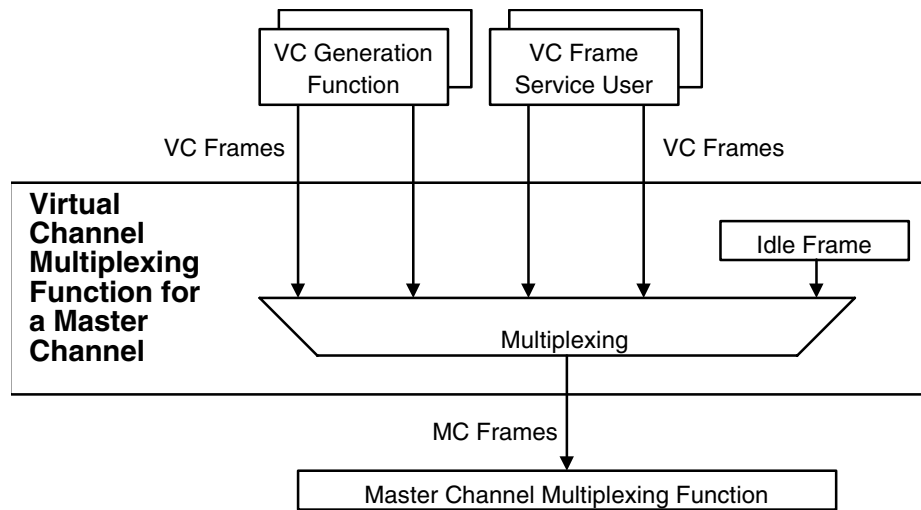 VC Generation
Function
VC Frame
Service User
VC Frames
VC Frames
Virtual
Channel
Multiplexing
Function for
a Master
Channel
Idle Frame
Multiplexing
MC Frames
Master Channel Multiplexing Function